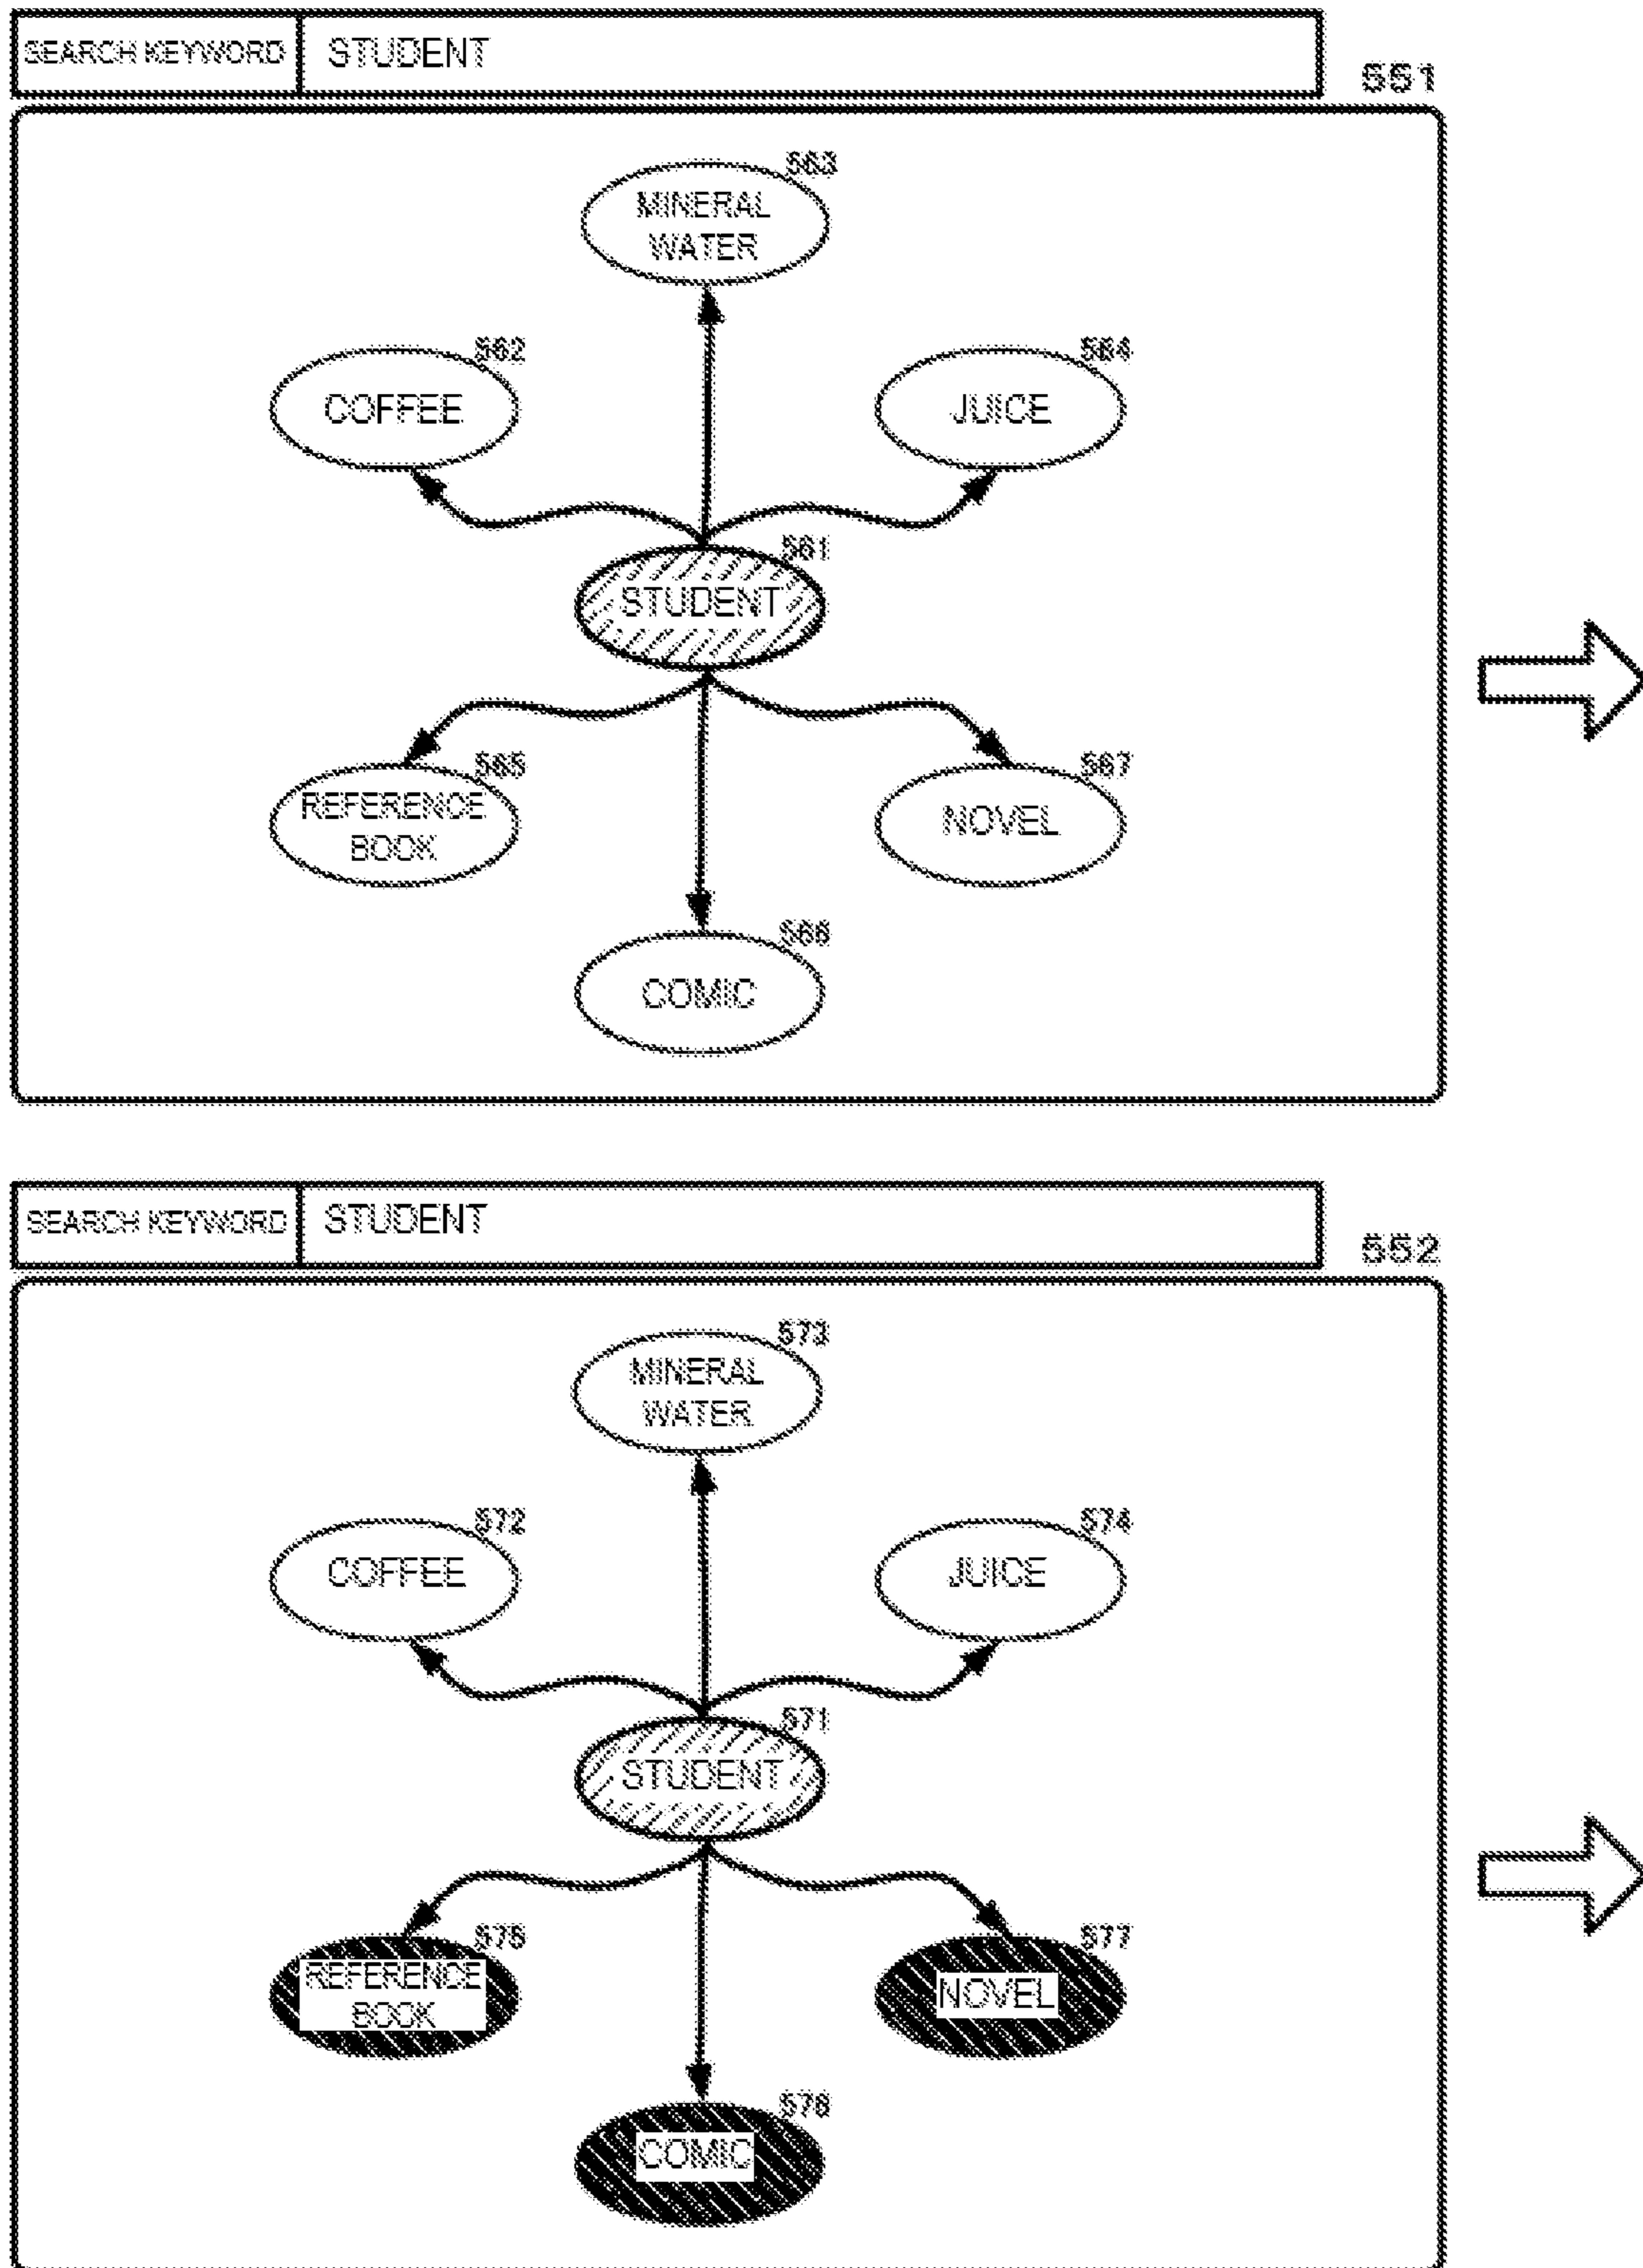 SEARCH KEYWORD STUDENT
551
563
MINERAL
WATER
562
COFFEE
564
JUICE
561
STUDENT
565
REFERENCE
BOOK
567
NOVEL
566
COMIC
SEARCH KEYWORD STUDENT
552
573
MINERAL
WATER
572
COFFEE
574
JUICE
571
STUDENT
575
REFERENCE
BOOK
577
NOVEL
576
COMIC